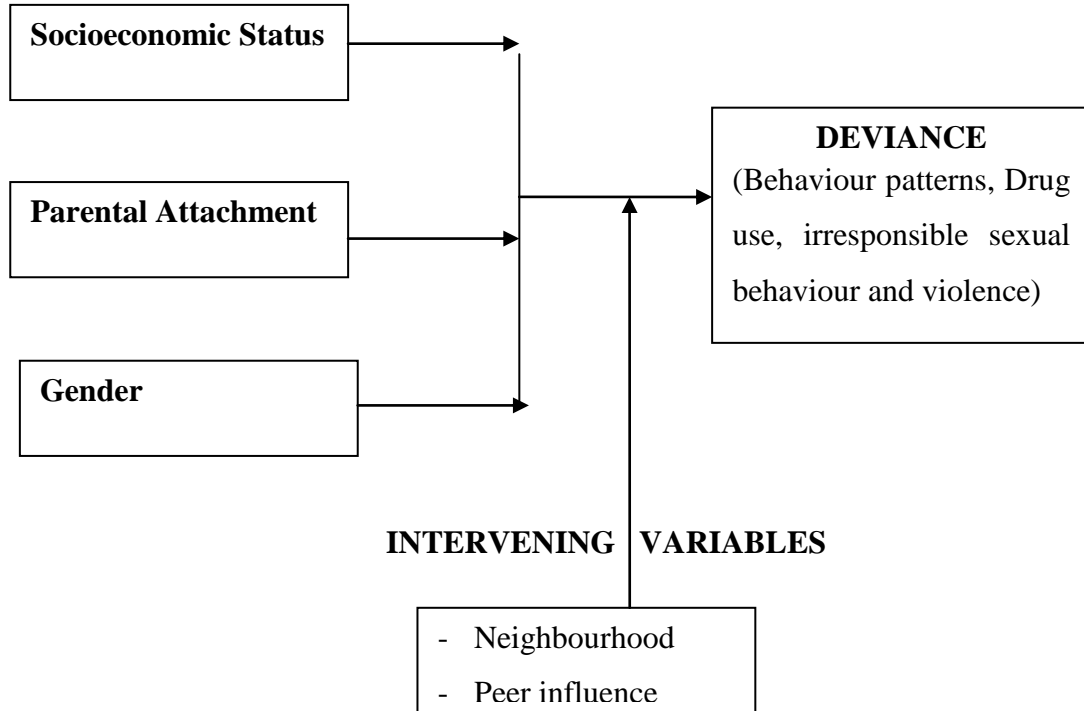 Socioeconomic Status
Parental Attachment
Gender
DEVIANCE
(Behaviour patterns, Drug
use, irresponsible sexual
behaviour and violence)
INTERVENING VARIABLES
- Neighbourhood
- Peer influence